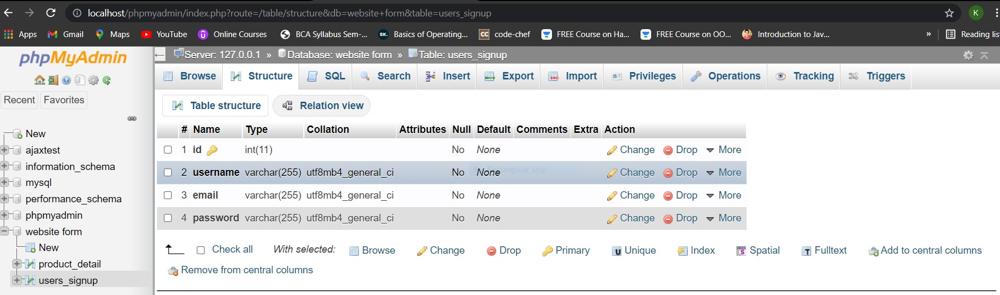 localhost/phpmyadmin/index.php?route=/table/structure&db=website+form&table=users_signup
K
Apps Gmail Maps YouTube Online Courses BCA Syllabus Sem-... SK. Basics of Operating... CC code-chef FREE Course on Ha... FREE Course on OO... Introduction to Jav... » Reading lis
phpMyAdmin
Recent Favorites
New
ajaxtest
information_schema
mysql
performance_schema
phpmyadmin
website form
New
product_detail
users_signup
Server: 127.0.0.1 » Database: website form » Table: users_signup
Browse Structure SQL Search Insert Export Import Privileges Operations Tracking Triggers
Table structure Relation view
# Name Type Collation Attributes Null Default Comments Extra Action
1 id int(11) No None Change Drop More
2 username varchar(255) utf8mb4_general_ci No None Change Drop More
Rectangular Snip
3 email varchar(255) utf8mb4_general_ci No None Change Drop More
4 password varchar(255) utf8mb4_general_ci No None Change Drop More
Check all With selected: Browse Change Drop Primary U Unique Index S Spatial T Fulltext Add to central columns
Remove from central columns